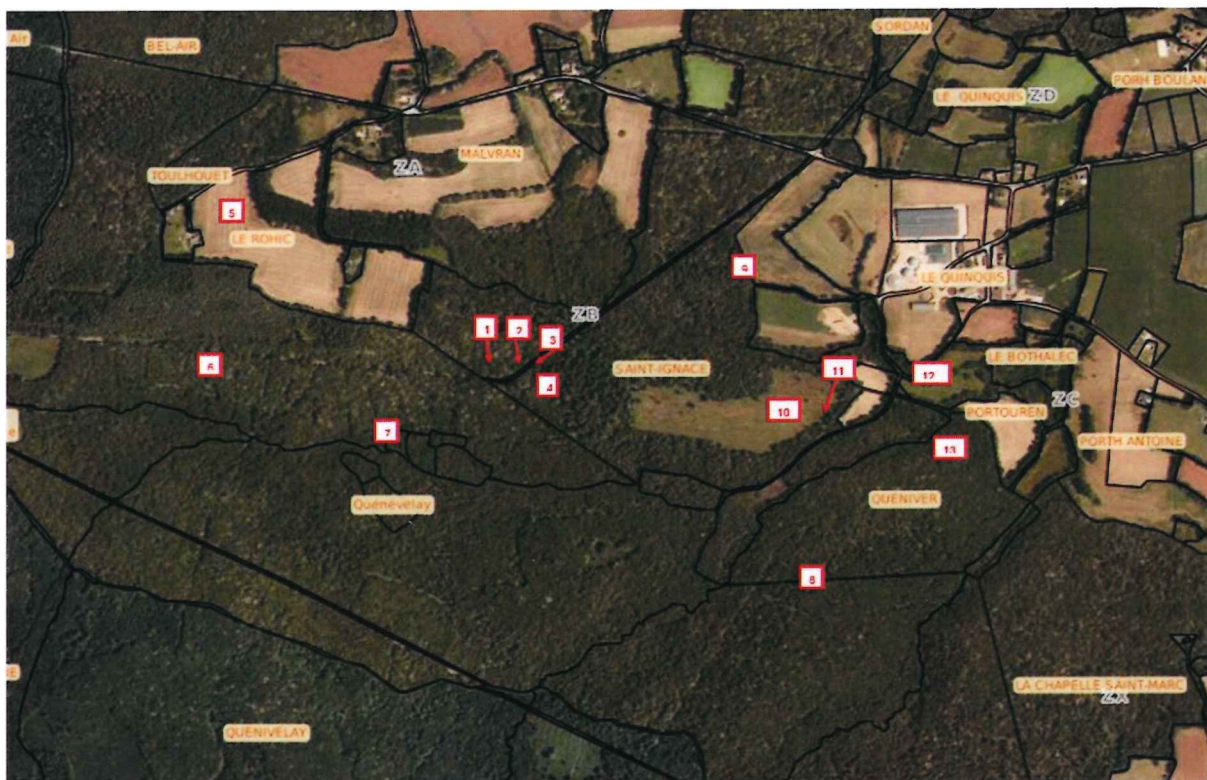 SORDAN
Air
BEL-AIR
PORH BOULAN
LE QUINQUIS
ZD
MALVRAN
ZA
TOULHOUET
5
LE ROHIC
9
LE QUINQUIS
ZB
1
2
3
6
SAINT-IGNACE
11
12
LE BOTHALEC
4
ZC
10
PORTOUREN
7
PORTH ANTOINE
13
Quénévelay
QUENIVER
8
LA CHAPELLE SAINT-MARC
ZX
QUENIVELAY